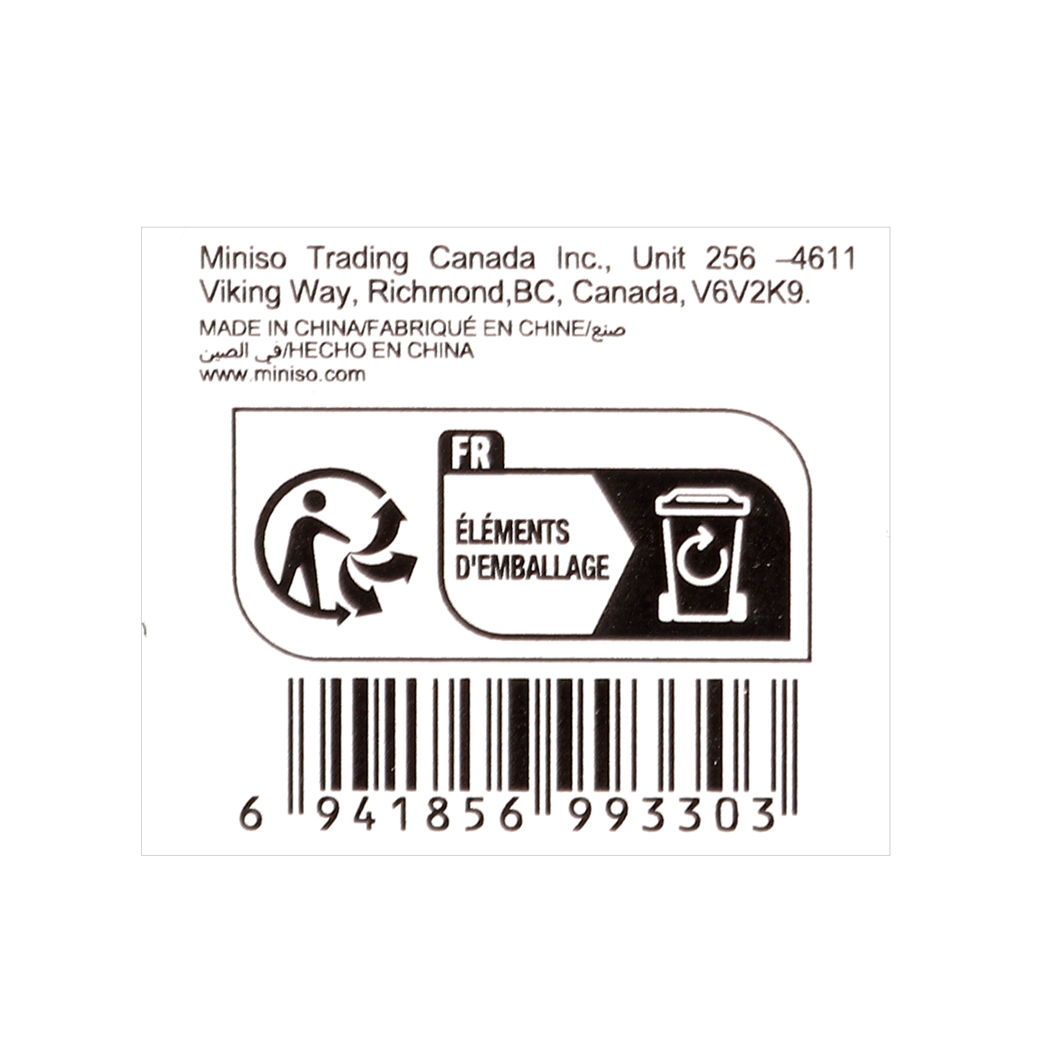 Miniso Trading Canada Inc., Unit 256 –4611
Viking Way, Richmond,BC, Canada, V6V2K9.
MADE IN CHINA/FABRIQUÉ EN CHINE/صنع
في الصين/HECHO EN CHINA
www.miniso.com
FR
ÉLÉMENTS
D'EMBALLAGE
6 941856 993303